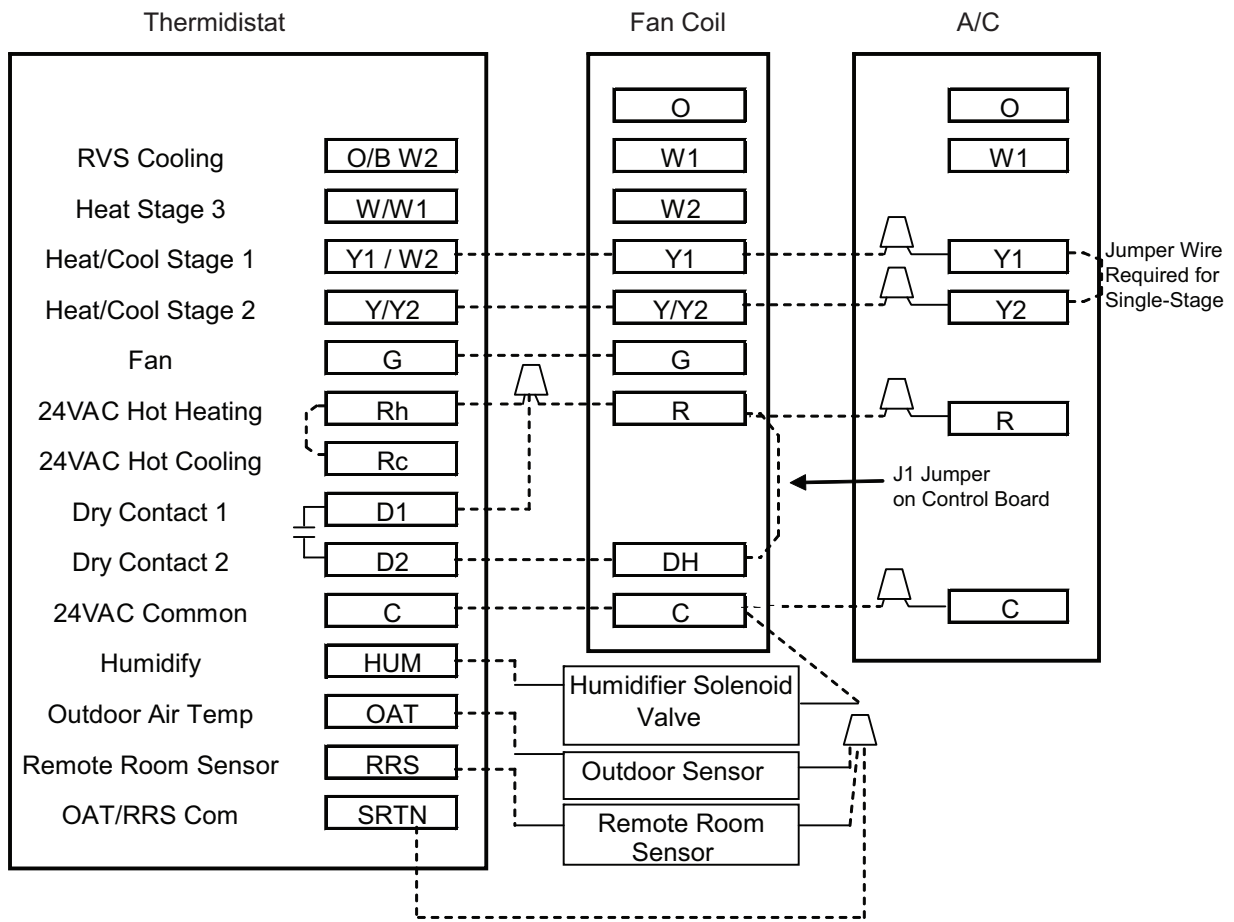 Thermidistat
Fan Coil
A/C
O
O
RVS Cooling
O/B W2
W1
W1
Heat Stage 3
W/W1
W2
Heat/Cool Stage 1
Y1 / W2
Y1
Y1
Jumper Wire
Required for
Single-Stage
Heat/Cool Stage 2
Y/Y2
Y/Y2
Y2
Fan
G
G
24VAC Hot Heating
Rh
R
R
24VAC Hot Cooling
Rc
J1 Jumper
on Control Board
Dry Contact 1
D1
Dry Contact 2
D2
DH
24VAC Common
C
C
C
Humidify
HUM
Humidifier Solenoid
Valve
Outdoor Air Temp
OAT
Outdoor Sensor
Remote Room Sensor
RRS
Remote Room
Sensor
OAT/RRS Com
SRTN